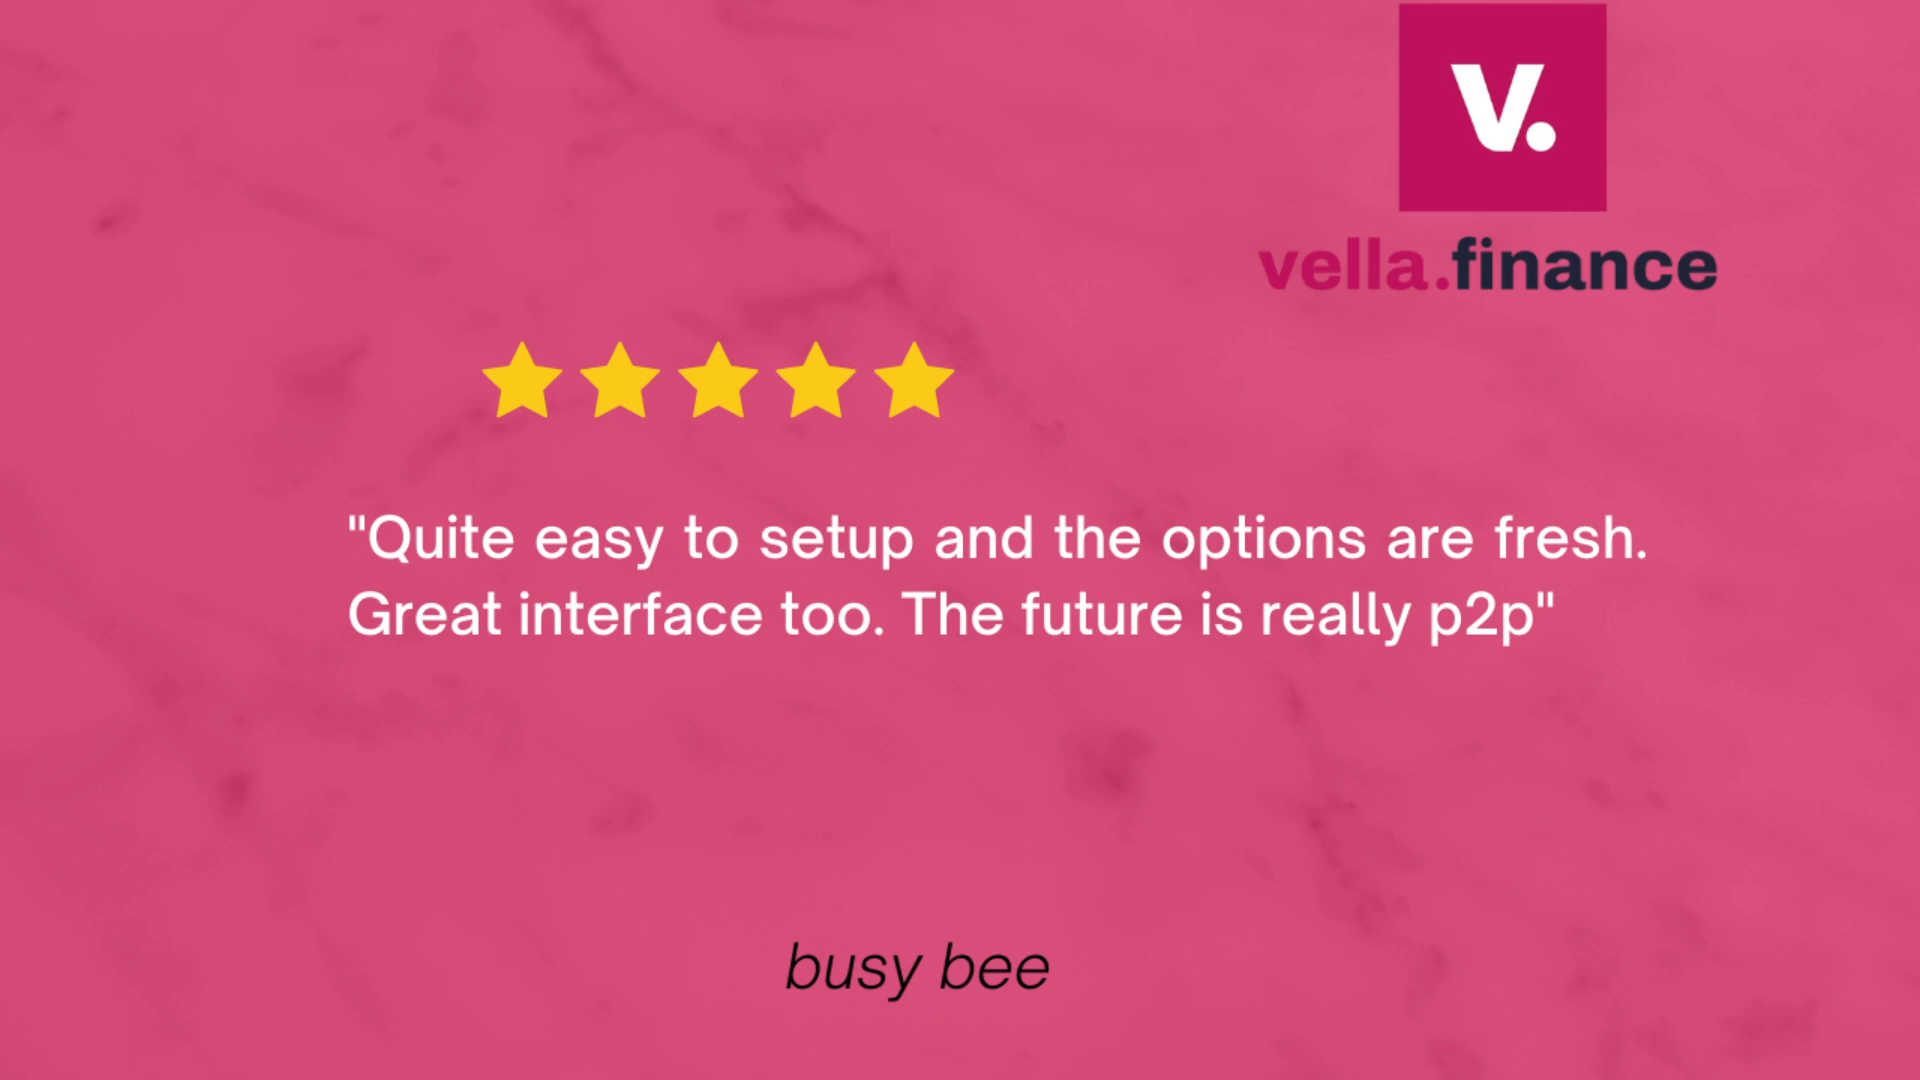 V.
vella.finance
"Quite easy to setup and the options are fresh.
Great interface too. The future is really p2p"
busy bee